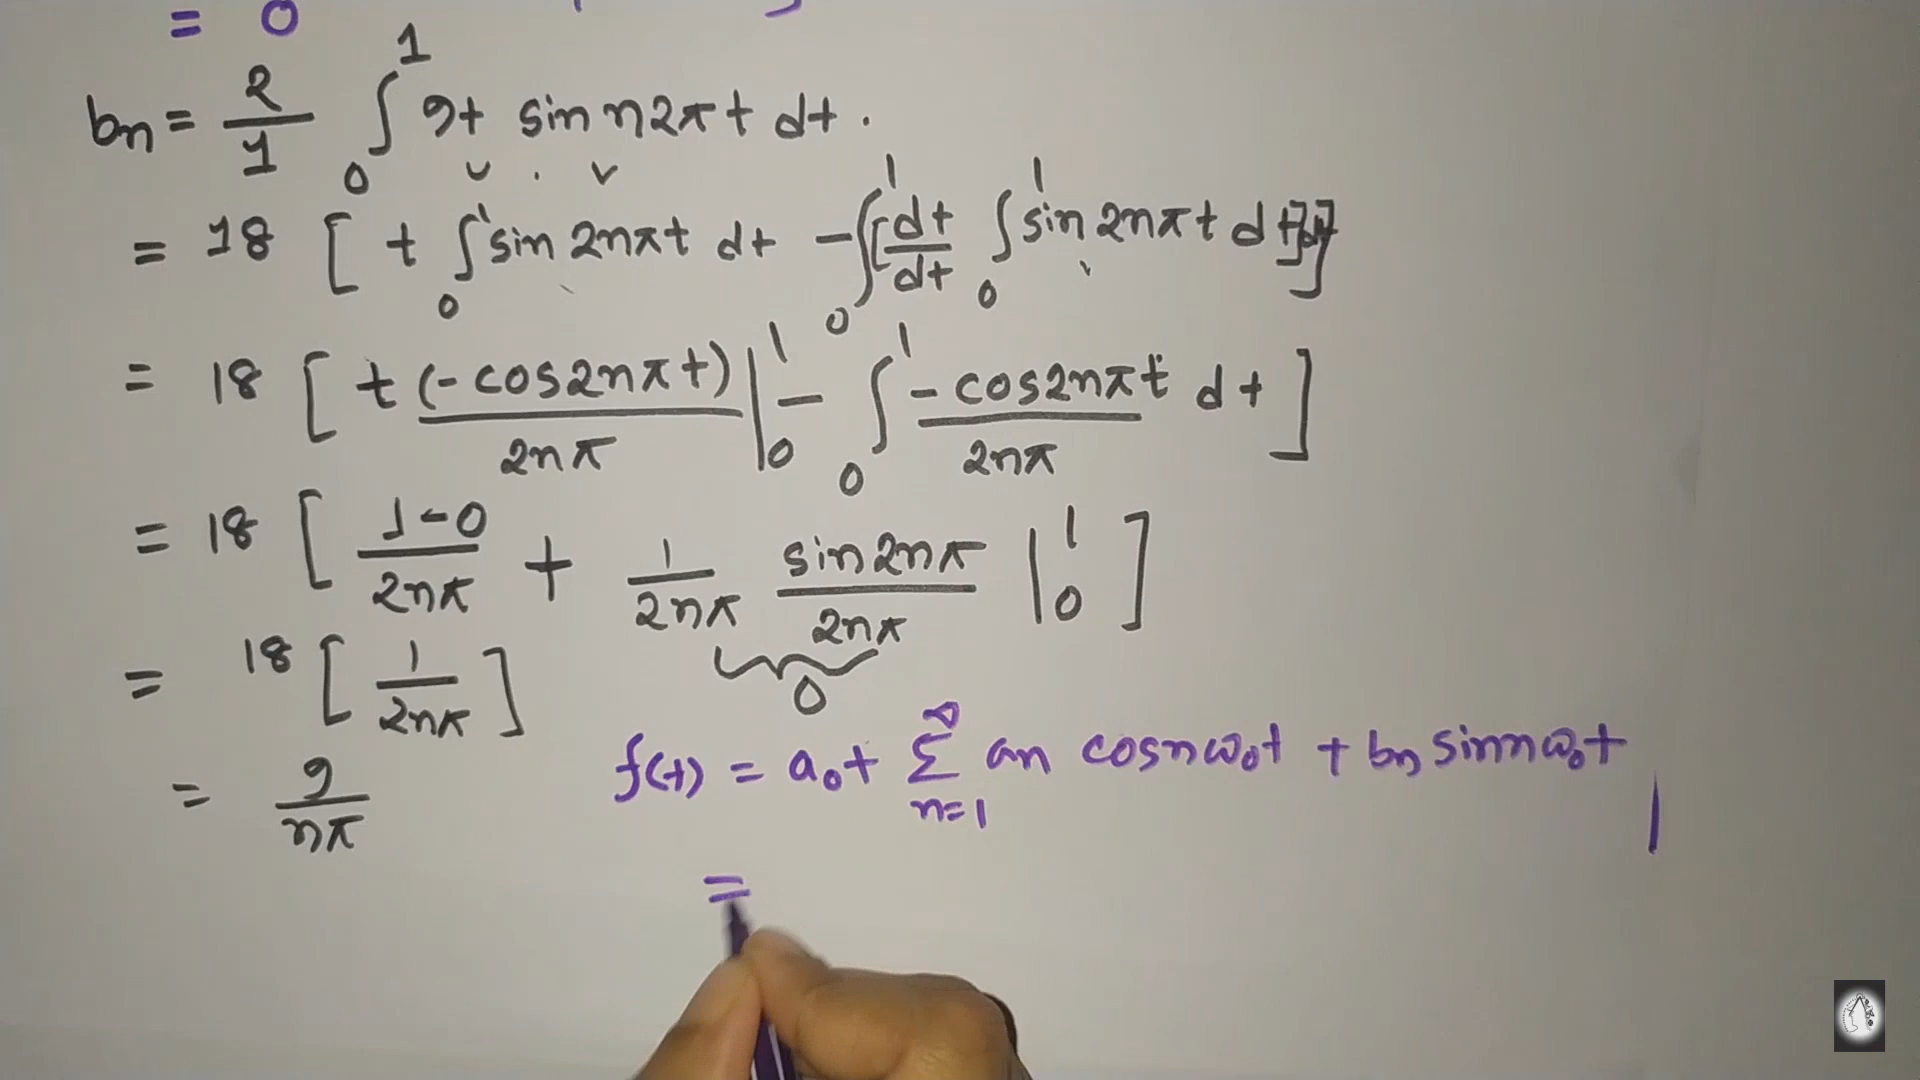 = 0
bn = 2/1 ∫₀¹ 9t sin n2πt dt.
= 18 [ t ∫₀¹ sin 2nπt dt - ∫₀¹ [dt/dt ∫₀¹ sin 2nπt dt] dt ]
= 18 [ t (-cos2nπt)/2nπ |₀¹ - ∫₀¹ -cos2nπt/2nπ dt ]
= 18 [ 1-0/2nπ + 1/2nπ sin2nπ/2nπ |₀¹ ]
0
= 18 [ 1/2nπ ]
= 9/nπ
f(t) = a₀ + ∞Σn=1 an cosnω₀t + bn sinnω₀t
=